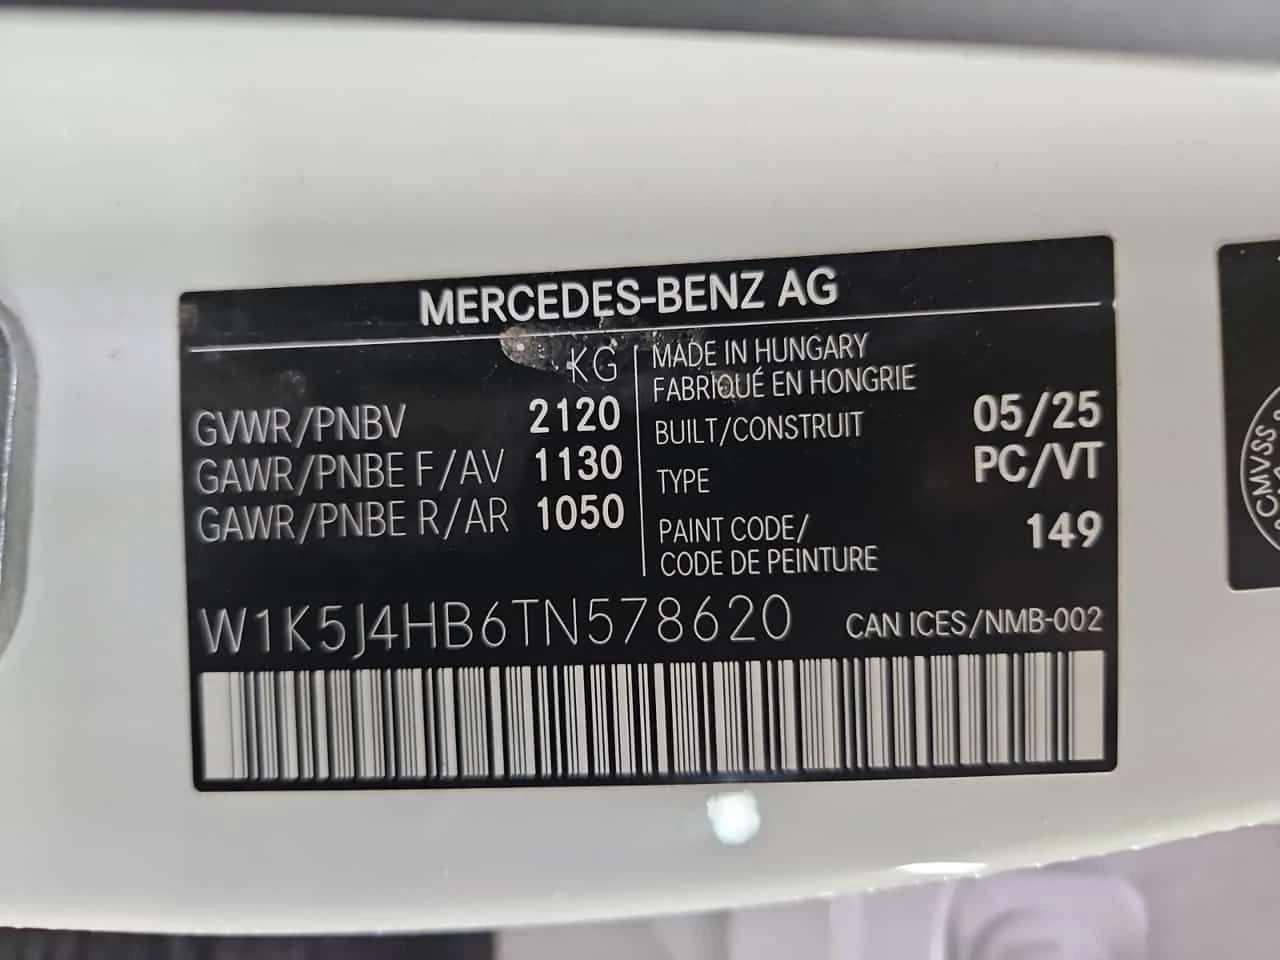 MERCEDES-BENZ AG
KG
GVWR/PNBV 2120
GAWR/PNBE F/AV 1130
GAWR/PNBE R/AR 1050
MADE IN HUNGARY
FABRIQUÉ EN HONGRIE
BUILT/CONSTRUIT 05/25
TYPE PC/VT
PAINT CODE/
CODE DE PEINTURE 149
W1K5J4HB6TN578620
CAN ICES/NMB-002
CMVSS